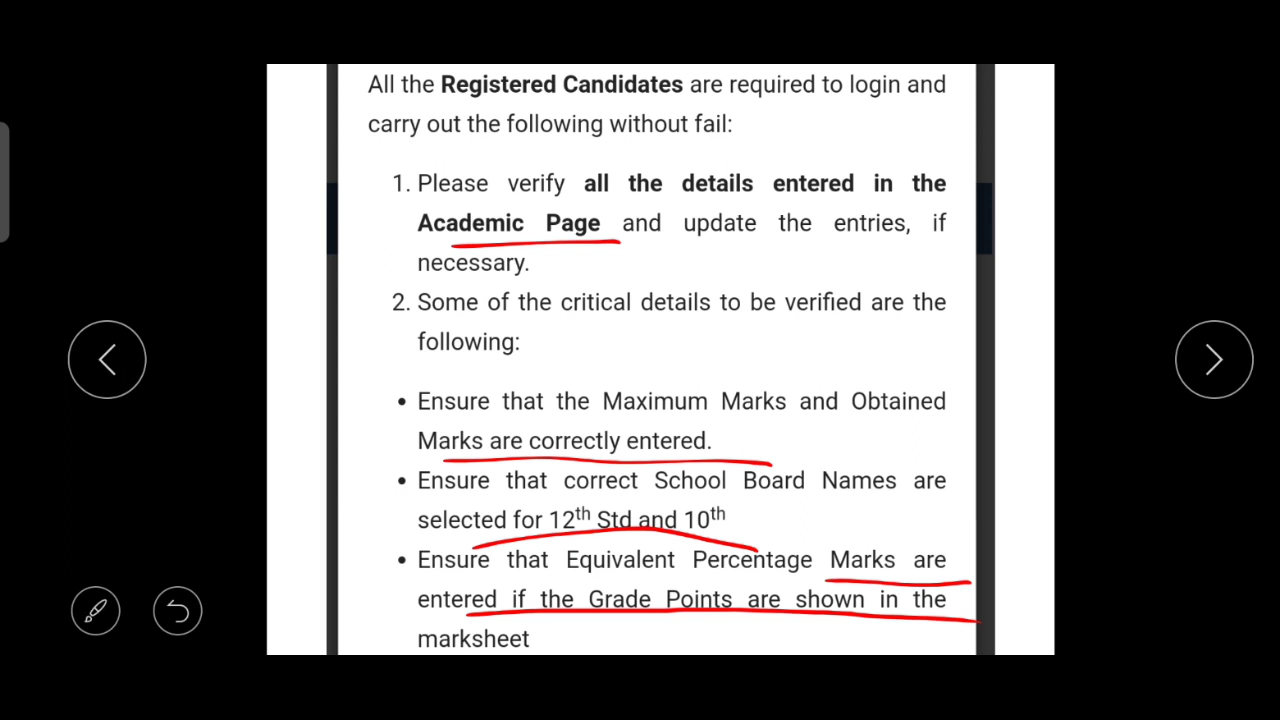 All the Registered Candidates are required to login and
carry out the following without fail:
1. Please verify all the details entered in the
Academic Page and update the entries, if
necessary.
2. Some of the critical details to be verified are the
following:
• Ensure that the Maximum Marks and Obtained
Marks are correctly entered.
• Ensure that correct School Board Names are
selected for 12th Std and 10th
• Ensure that Equivalent Percentage Marks are
entered if the Grade Points are shown in the
marksheet